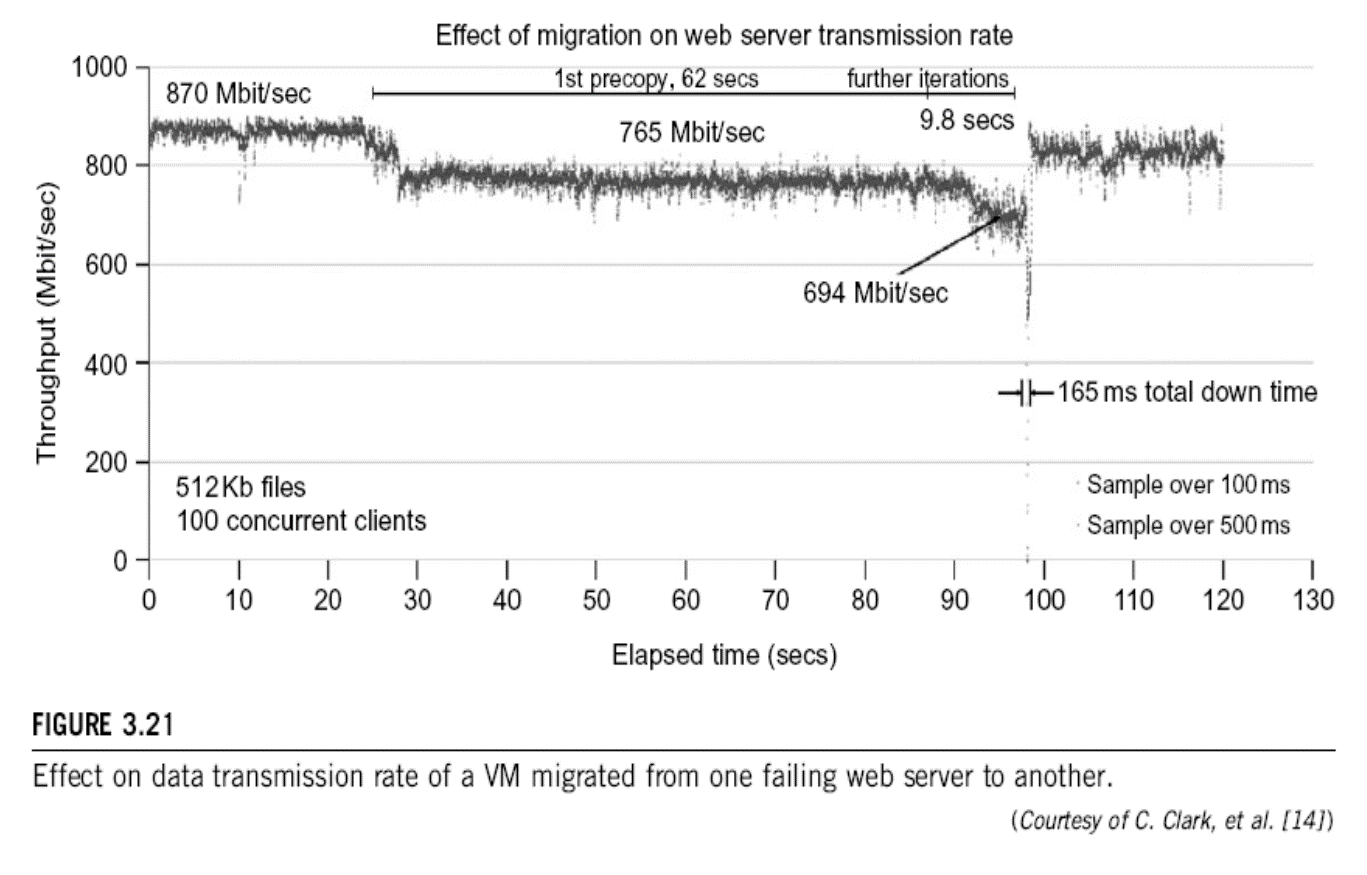 Effect of migration on web server transmission rate
1000
1st precopy, 62 secs
further iterations
870 Mbit/sec
765 Mbit/sec
9.8 secs
800
600
694 Mbit/sec
400
165 ms total down time
200
512Kb files
100 concurrent clients
Sample over 100 ms
Sample over 500 ms
0
Throughput (Mbit/sec)
0 10 20 30 40 50 60 70 80 90 100 110 120 130
Elapsed time (secs)
FIGURE 3.21
Effect on data transmission rate of a VM migrated from one failing web server to another.
(Courtesy of C. Clark, et al. [14])